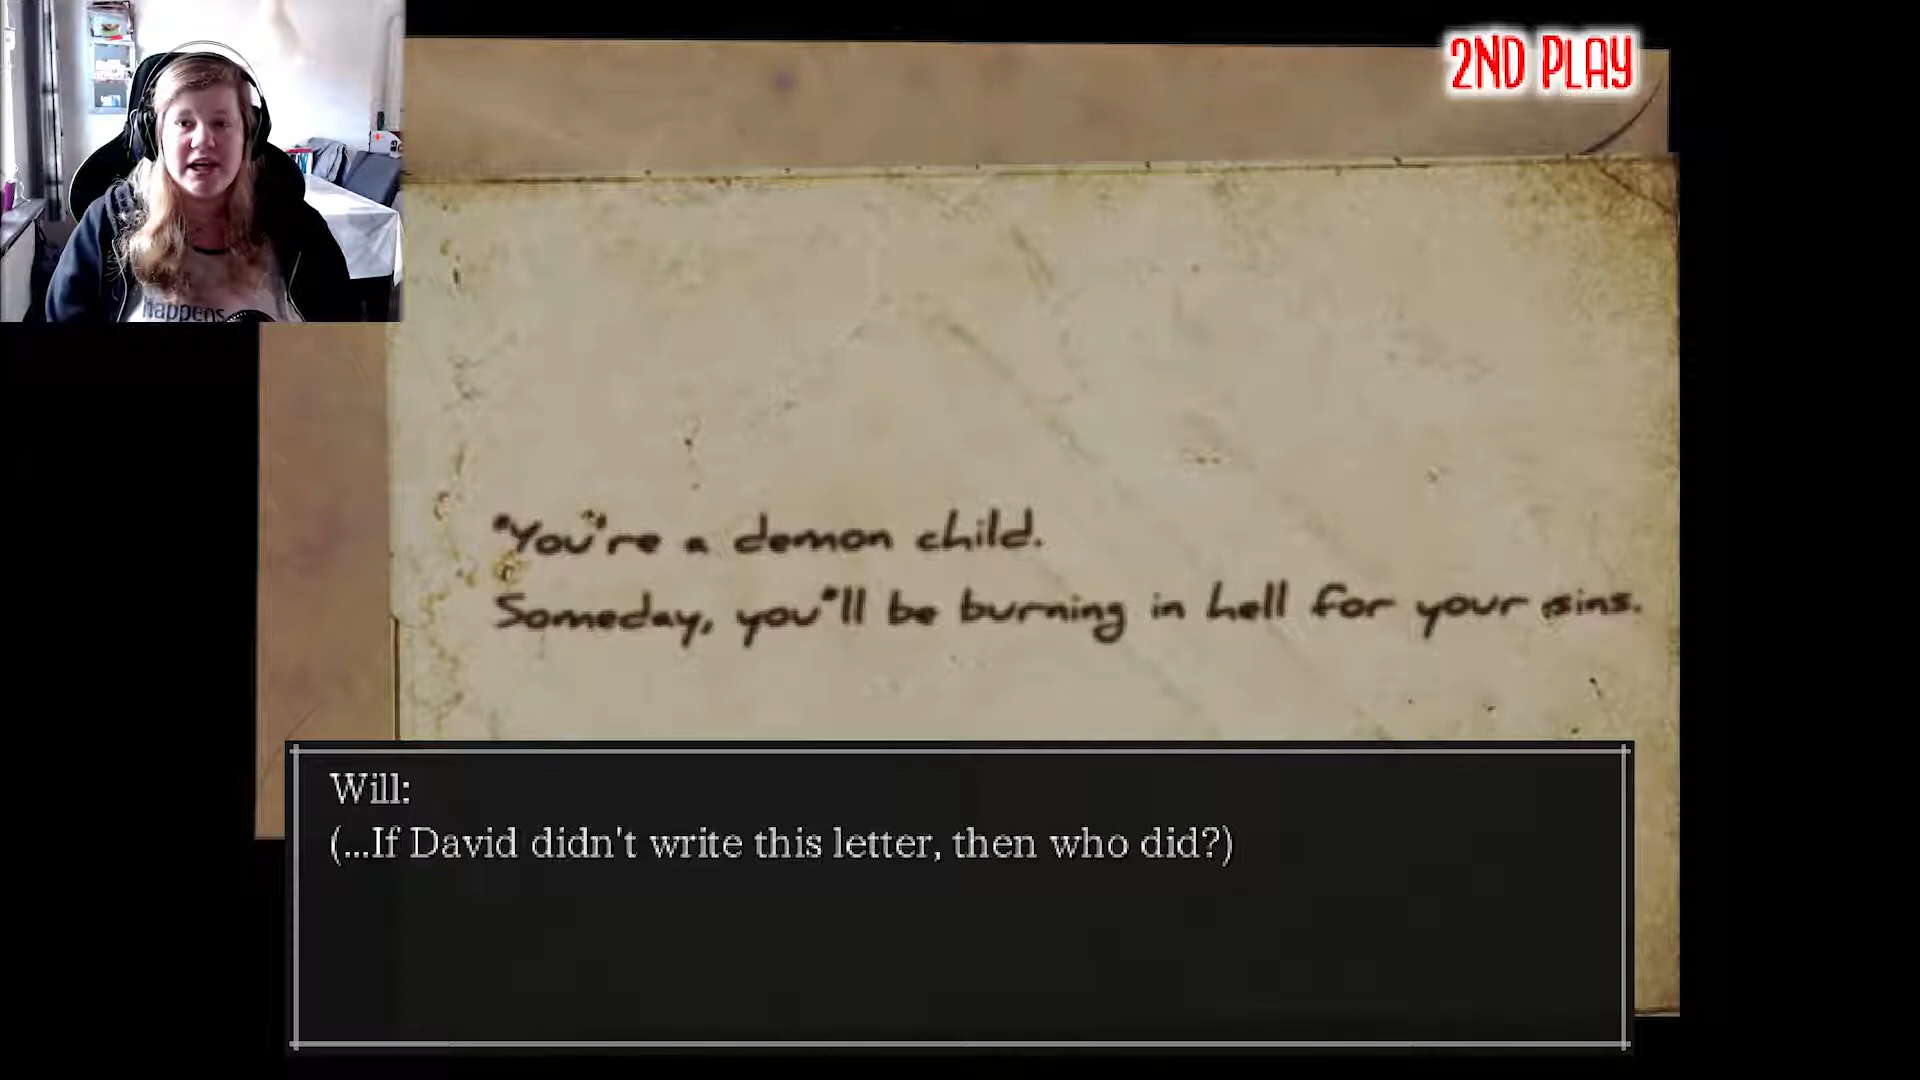 2ND PLAY
happens
"You"re a demon child.
Someday, you"ll be burning in hell for your sins.
Will:
(...If David didn't write this letter, then who did?)